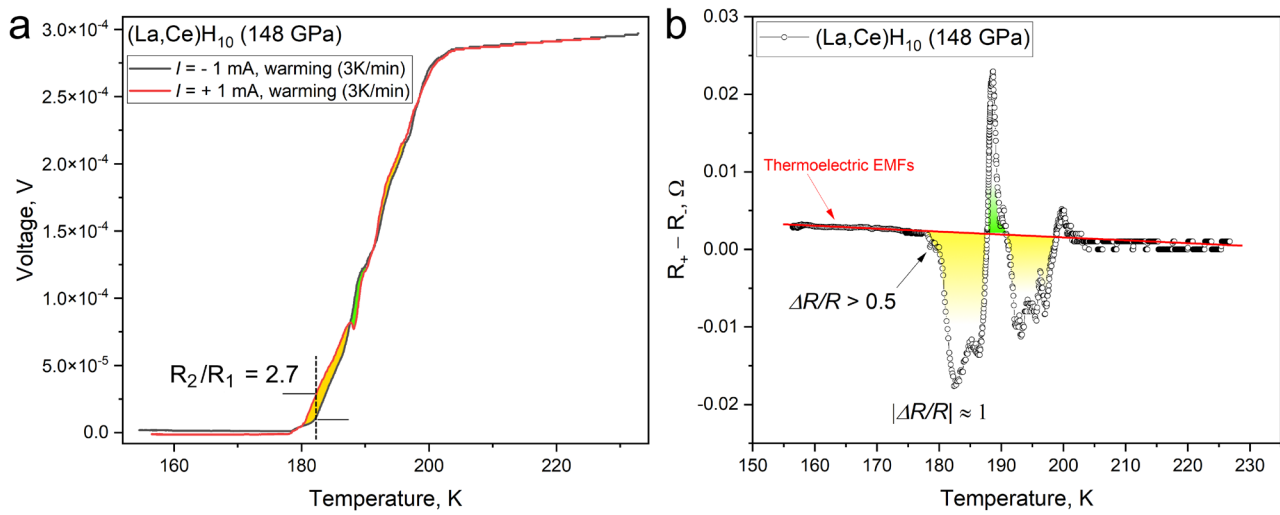 a
(La,Ce)H10 (148 GPa)
I = - 1 mA, warming (3K/min)
I = + 1 mA, warming (3K/min)
R2/R1 = 2.7
Voltage, V
3.0×10-4
2.5×10-4
2.0×10-4
1.5×10-4
1.0×10-4
5.0×10-5
0.0
160 180 200 220
Temperature, K
b
(La,Ce)H10 (148 GPa)
Thermoelectric EMFs
ΔR/R > 0.5
|ΔR/R| ≈ 1
R+ − R-, Ω
0.03
0.02
0.01
0.00
-0.01
-0.02
150 160 170 180 190 200 210 220 230
Temperature, K